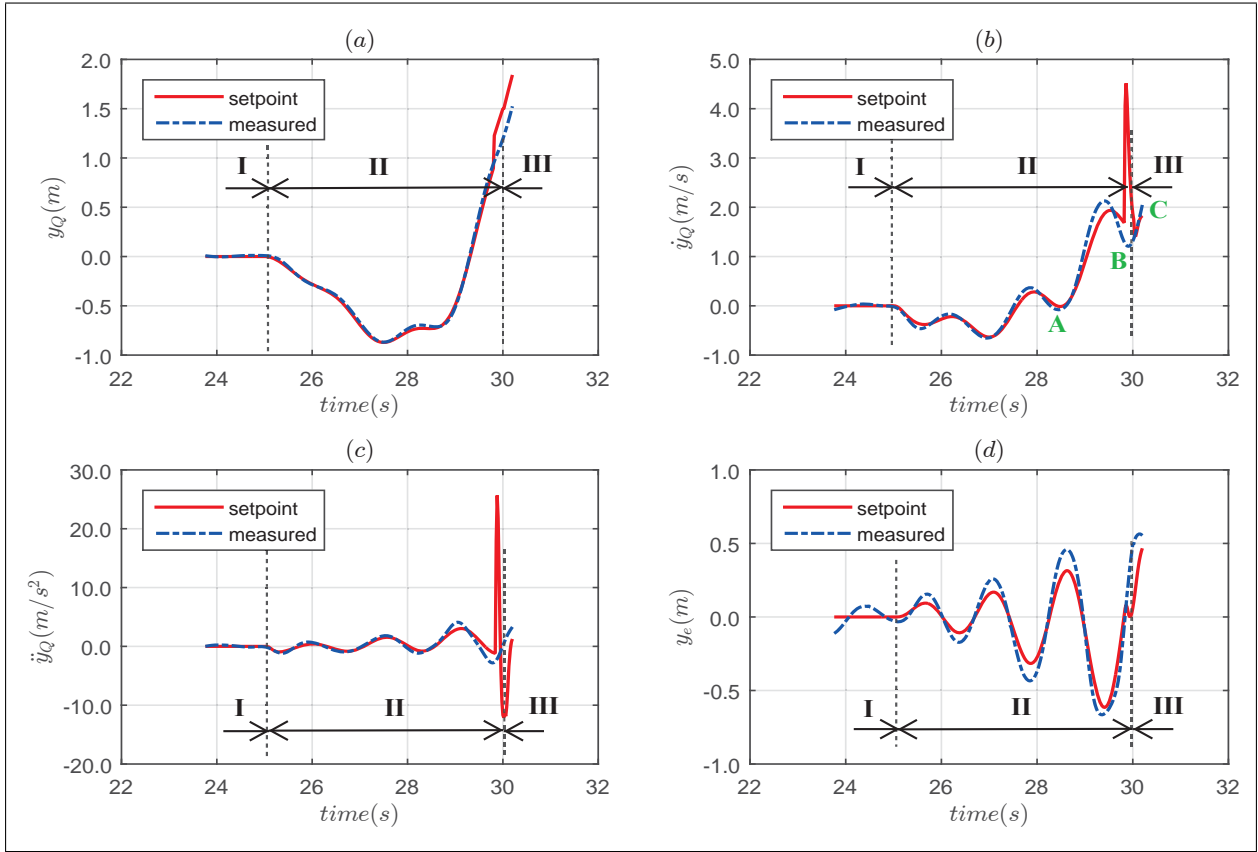 (a)
2.0
1.5
1.0
0.5
0.0
-0.5
-1.0
y_Q(m)
setpoint
measured
I
II
III
22
24
26
28
30
32
time(s)
(b)
5.0
4.0
3.0
2.0
1.0
0.0
-1.0
ẏ_Q(m/s)
setpoint
measured
I
II
III
A
B
C
22
24
26
28
30
32
time(s)
(c)
30.0
20.0
10.0
0.0
-10.0
-20.0
ÿ_Q(m/s²)
setpoint
measured
I
II
III
22
24
26
28
30
32
time(s)
(d)
1.0
0.5
0.0
-0.5
-1.0
y_e(m)
setpoint
measured
I
II
III
22
24
26
28
30
32
time(s)